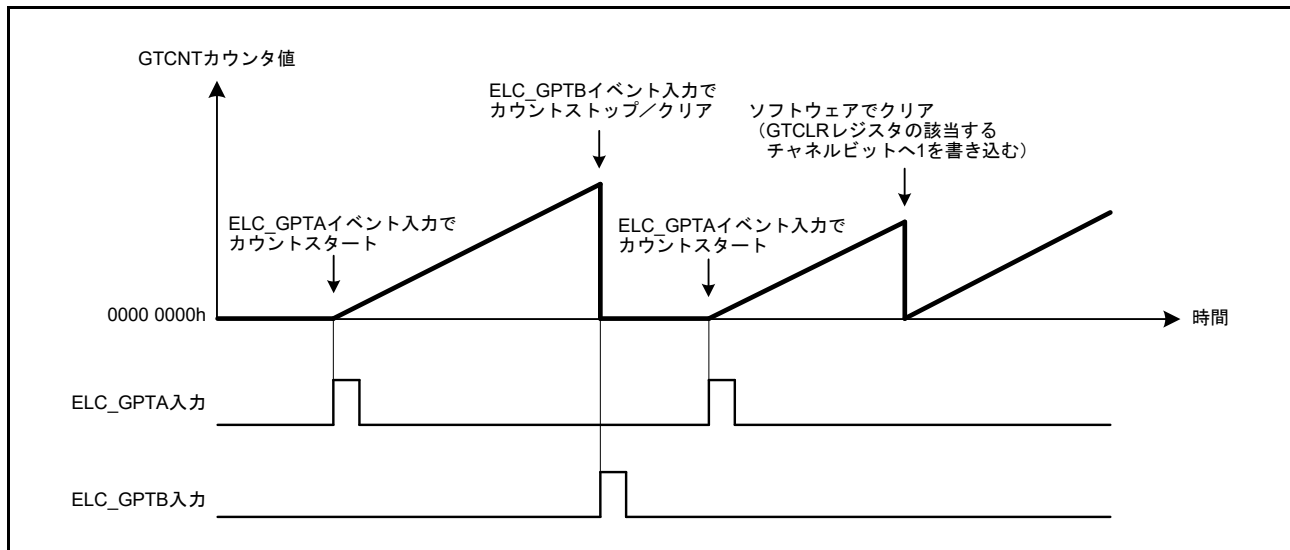 GTCNTカウンタ値
ELC_GPTBイベント入力で
カウントストップ／クリア
ソフトウェアでクリア
（GTCLRレジスタの該当する
チャネルビットへ1を書き込む）
ELC_GPTAイベント入力で
カウントスタート
ELC_GPTAイベント入力で
カウントスタート
0000 0000h
時間
ELC_GPTA入力
ELC_GPTB入力